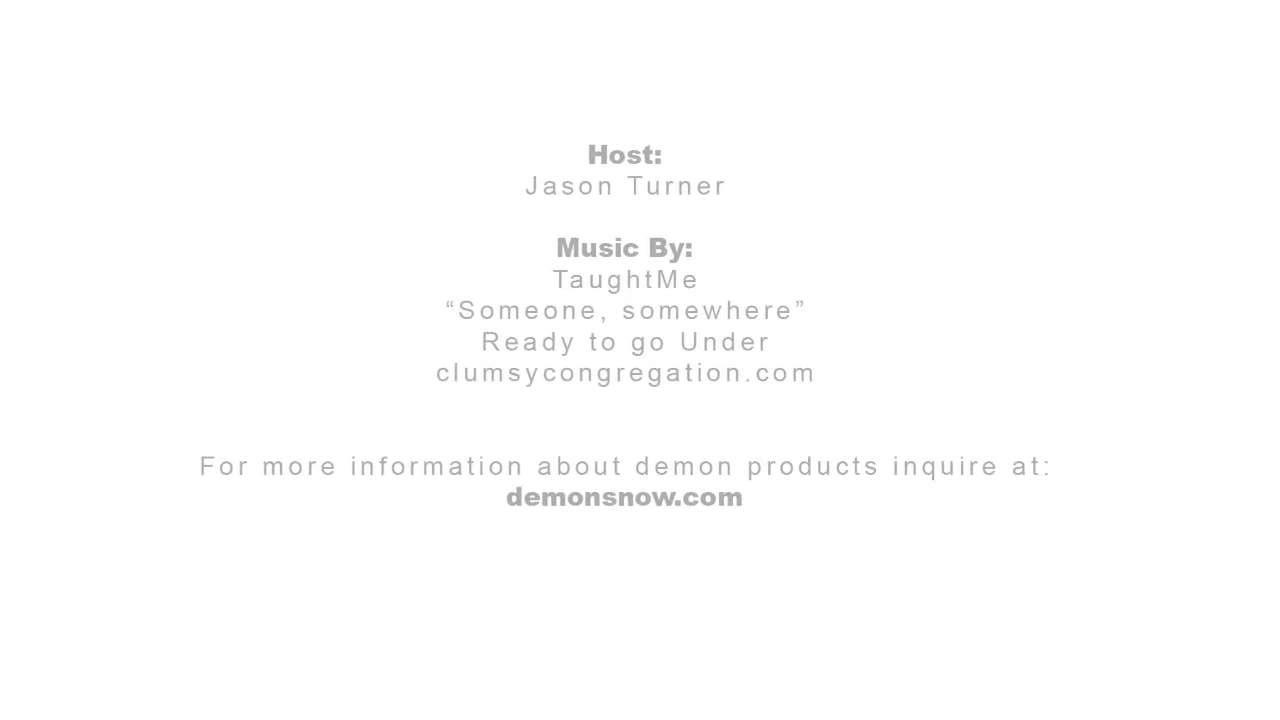 Host:
Jason Turner
Music By:
TaughtMe
“Someone, somewhere”
Ready to go Under
clumsycongregation.com
For more information about demon products inquire at:
demonsnow.com